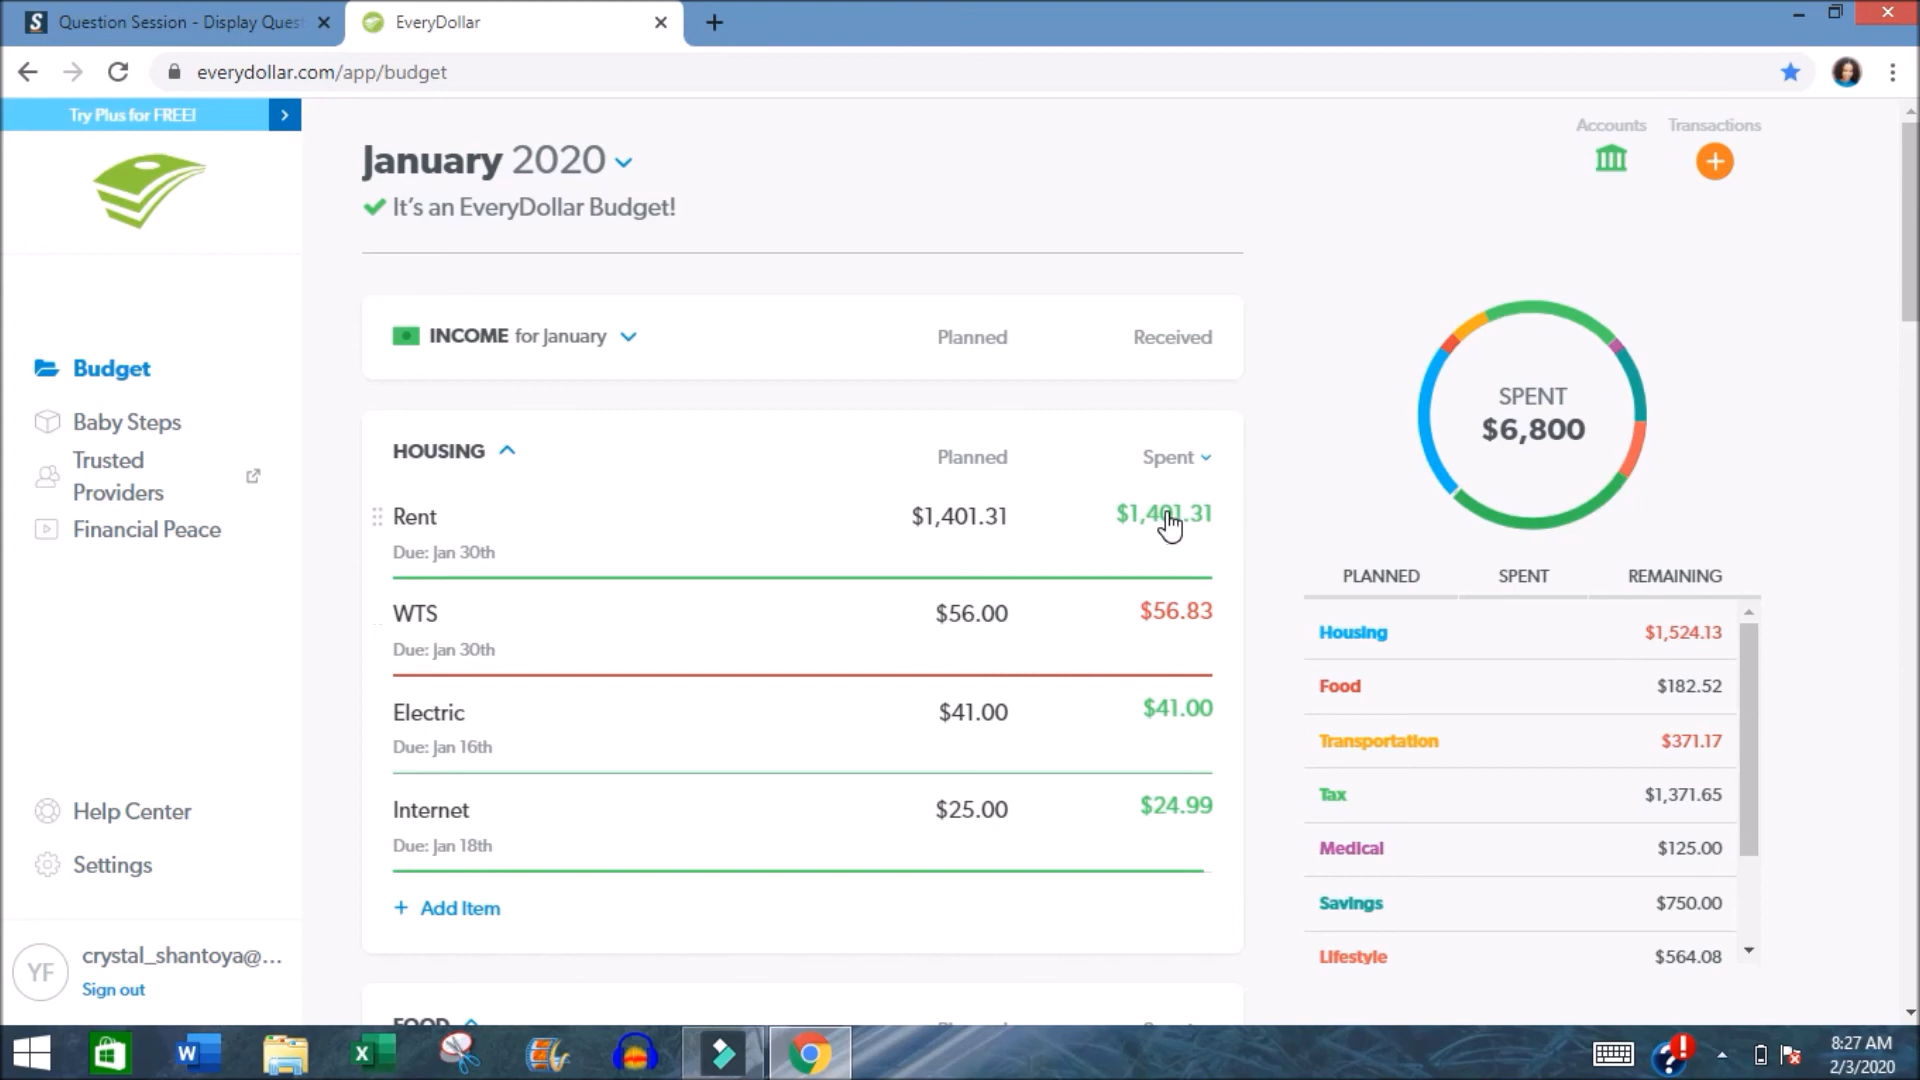 Question Session - Display Ques
EveryDollar
everydollar.com/app/budget
Try Plus for FREE!
Budget
Baby Steps
Trusted
Providers
Financial Peace
Help Center
Settings
YF
crystal_shantoya@...
Sign out
January 2020
It's an EveryDollar Budget!
Accounts
Transactions
INCOME for January
Planned
Received
HOUSING
Planned
Spent
Rent
$1,401.31
$1,401.31
Due: Jan 30th
WTS
$56.00
$56.83
Due: Jan 30th
Electric
$41.00
$41.00
Due: Jan 16th
Internet
$25.00
$24.99
Due: Jan 18th
+ Add Item
FOOD
SPENT
$6,800
PLANNED
SPENT
REMAINING
Housing
$1,524.13
Food
$182.52
Transportation
$371.17
Tax
$1,371.65
Medical
$125.00
Savings
$750.00
Lifestyle
$564.08
8:27 AM
2/3/2020